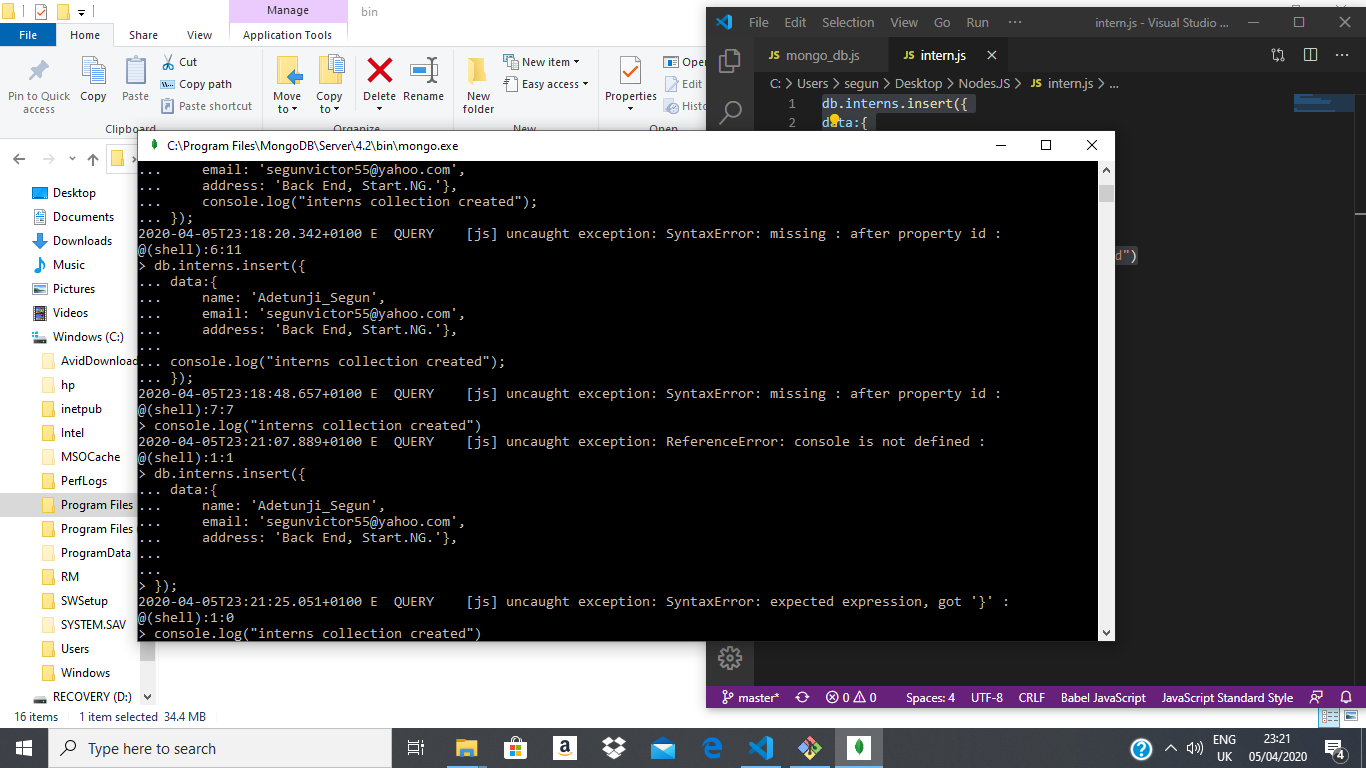 Manage
bin
File
Home
Share
View
Application Tools
Pin to Quick access
Copy
Paste
Cut
Copy path
Paste shortcut
Clipboard
Move to
Copy to
Delete
Rename
Organize
New folder
New item
Easy access
New
Properties
Open
Edit
Histo
Open
Desktop
Documents
Downloads
Music
Pictures
Videos
Windows (C:)
AvidDownload
hp
inetpub
Intel
MSOCache
PerfLogs
Program Files
Program Files
ProgramData
RM
SWSetup
SYSTEM.SAV
Users
Windows
RECOVERY (D:)
16 items 1 item selected 34.4 MB
File Edit Selection View Go Run ··· intern.js - Visual Studio ...
JS mongo_db.js
JS intern.js
C: > Users > segun > Desktop > NodesJS > JS intern.js > ...
1 db.interns.insert({
2 data:{
d")
C:\Program Files\MongoDB\Server\4.2\bin\mongo.exe
... email: 'segunvictor55@yahoo.com',
... address: 'Back End, Start.NG.'},
... console.log("interns collection created");
... });
2020-04-05T23:18:20.342+0100 E QUERY [js] uncaught exception: SyntaxError: missing : after property id :
@(shell):6:11
> db.interns.insert({
... data:{
... name: 'Adetunji_Segun',
... email: 'segunvictor55@yahoo.com',
... address: 'Back End, Start.NG.'},
...
... console.log("interns collection created");
... });
2020-04-05T23:18:48.657+0100 E QUERY [js] uncaught exception: SyntaxError: missing : after property id :
@(shell):7:7
> console.log("interns collection created")
2020-04-05T23:21:07.889+0100 E QUERY [js] uncaught exception: ReferenceError: console is not defined :
@(shell):1:1
> db.interns.insert({
... data:{
... name: 'Adetunji_Segun',
... email: 'segunvictor55@yahoo.com',
... address: 'Back End, Start.NG.'},
...
...
> });
2020-04-05T23:21:25.051+0100 E QUERY [js] uncaught exception: SyntaxError: expected expression, got '}' :
@(shell):1:0
> console.log("interns collection created")
master* 0 0 Spaces: 4 UTF-8 CRLF Babel JavaScript JavaScript Standard Style
Type here to search
ENG
UK
23:21
05/04/2020
4